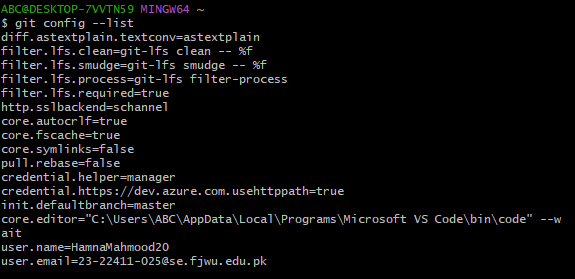 ABC@DESKTOP-7VVTN59 MINGW64 ~
$ git config --list
diff.astextplain.textconv=astextplain
filter.lfs.clean=git-lfs clean -- %f
filter.lfs.smudge=git-lfs smudge -- %f
filter.lfs.process=git-lfs filter-process
filter.lfs.required=true
http.sslbackend=schannel
core.autocrlf=true
core.fscache=true
core.symlinks=false
pull.rebase=false
credential.helper=manager
credential.https://dev.azure.com.usehttppath=true
init.defaultbranch=master
core.editor="C:\Users\ABC\AppData\Local\Programs\Microsoft VS Code\bin\code" --w
ait
user.name=HamnaMahmood20
user.email=23-22411-025@se.fjwu.edu.pk